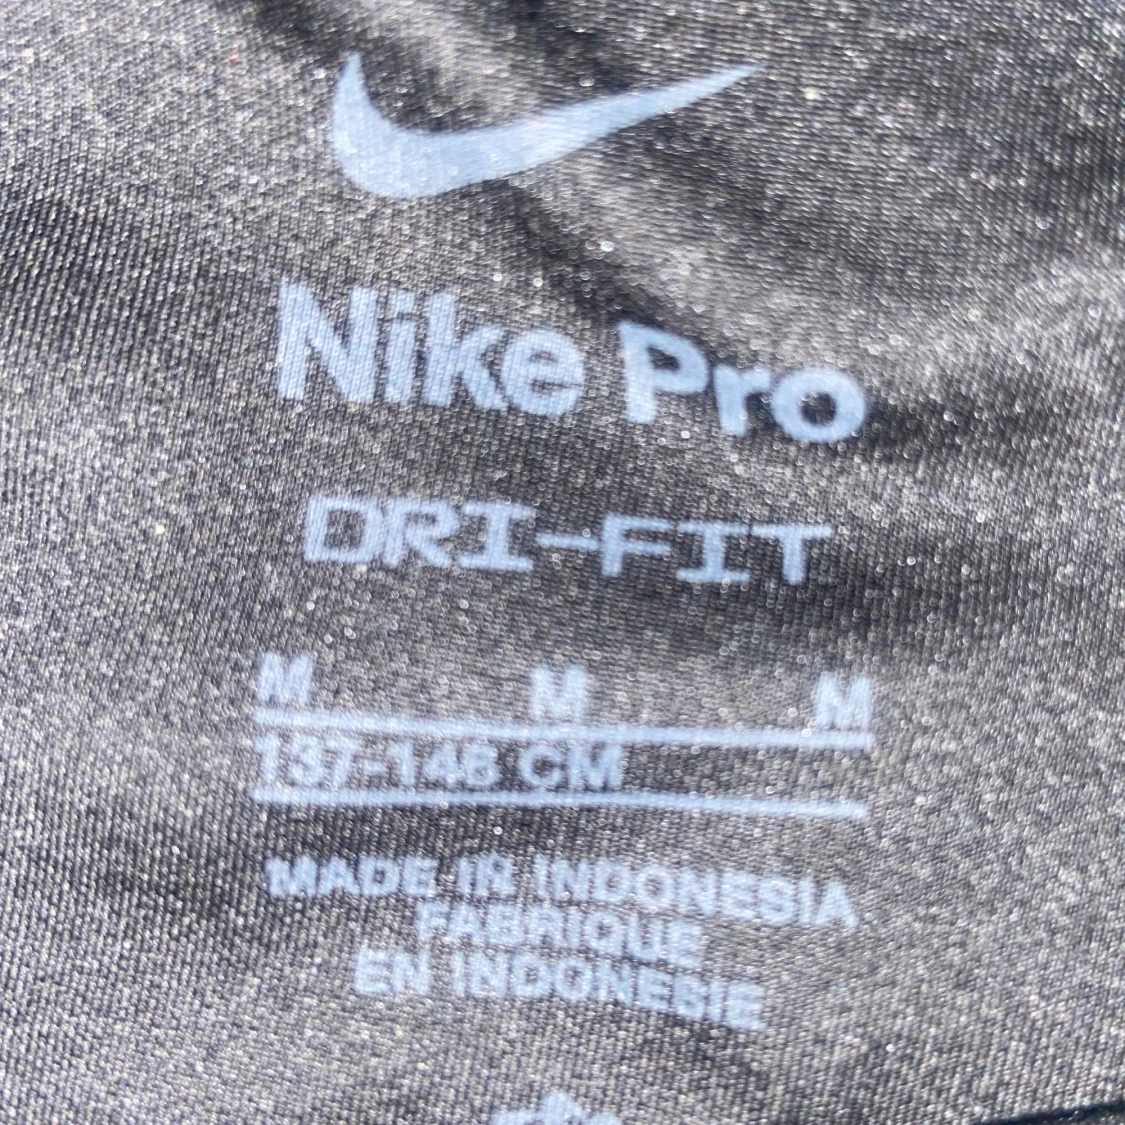 Nike Pro
DRI-FIT
M M M
137-146 CM
MADE IN INDONESIA
FABRIQUE
EN INDONESIE